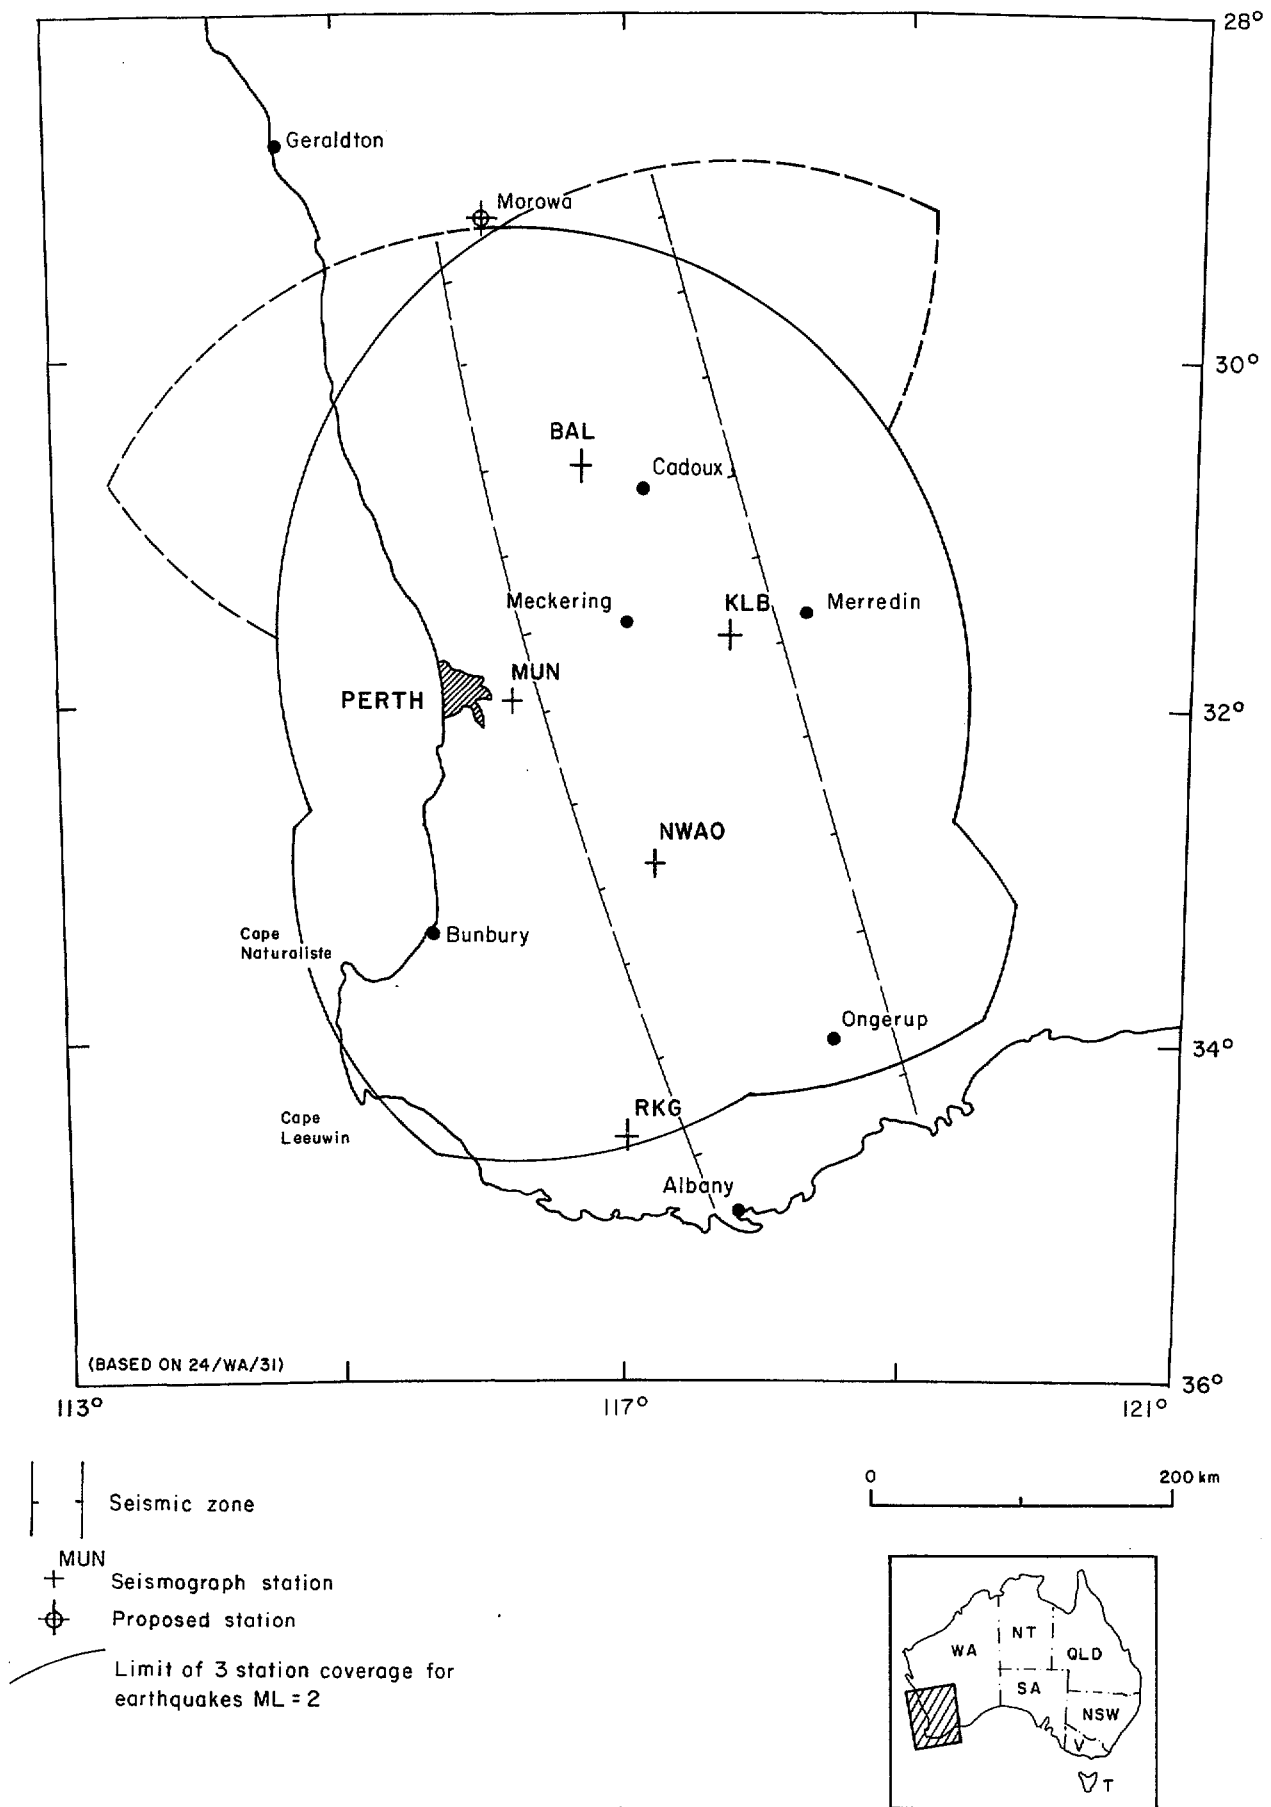 28°
Geraldton
Morowa
30°
BAL
Cadoux
Meckering
KLB
Merredin
MUN
PERTH
32°
NWAO
Cape
Naturaliste
Bunbury
Ongerup
34°
RKG
Cape
Leeuwin
Albany
(BASED ON 24/WA/31)
36°
113°
117°
121°
0
200 km
Seismic zone
MUN
Seismograph station
Proposed station
Limit of 3 station coverage for
earthquakes ML = 2
WA
NT
QLD
SA
NSW
V
T